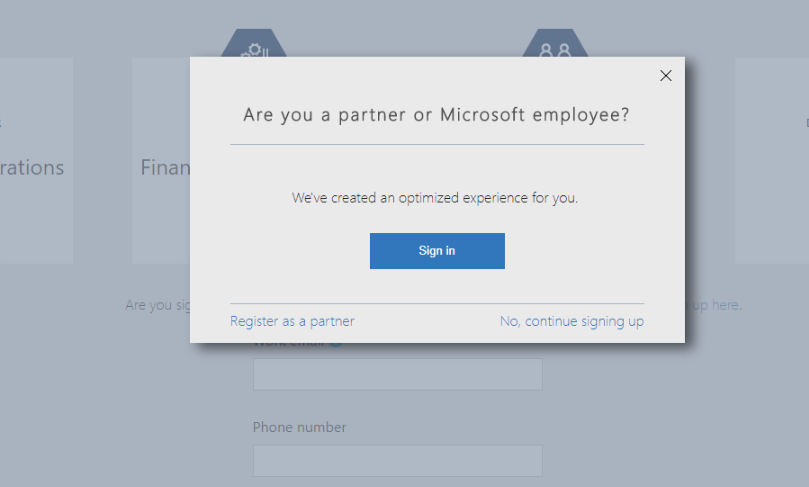 Are you a partner or Microsoft employee?
rations
Finan
We've created an optimized experience for you.
Sign in
Are you sig
up here.
Register as a partner
No, continue signing up
Work email
Phone number